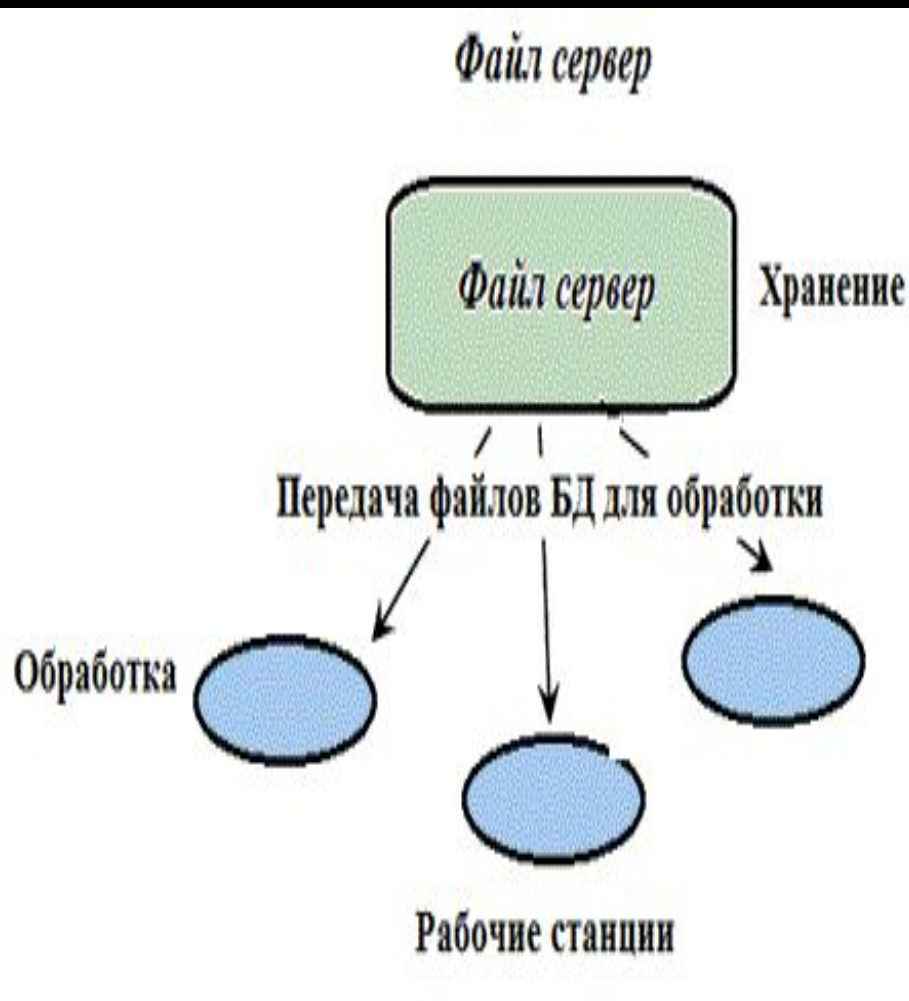 Файл сервер
Файл сервер
Хранение
Передача файлов БД для обработки
Обработка
Рабочие станции